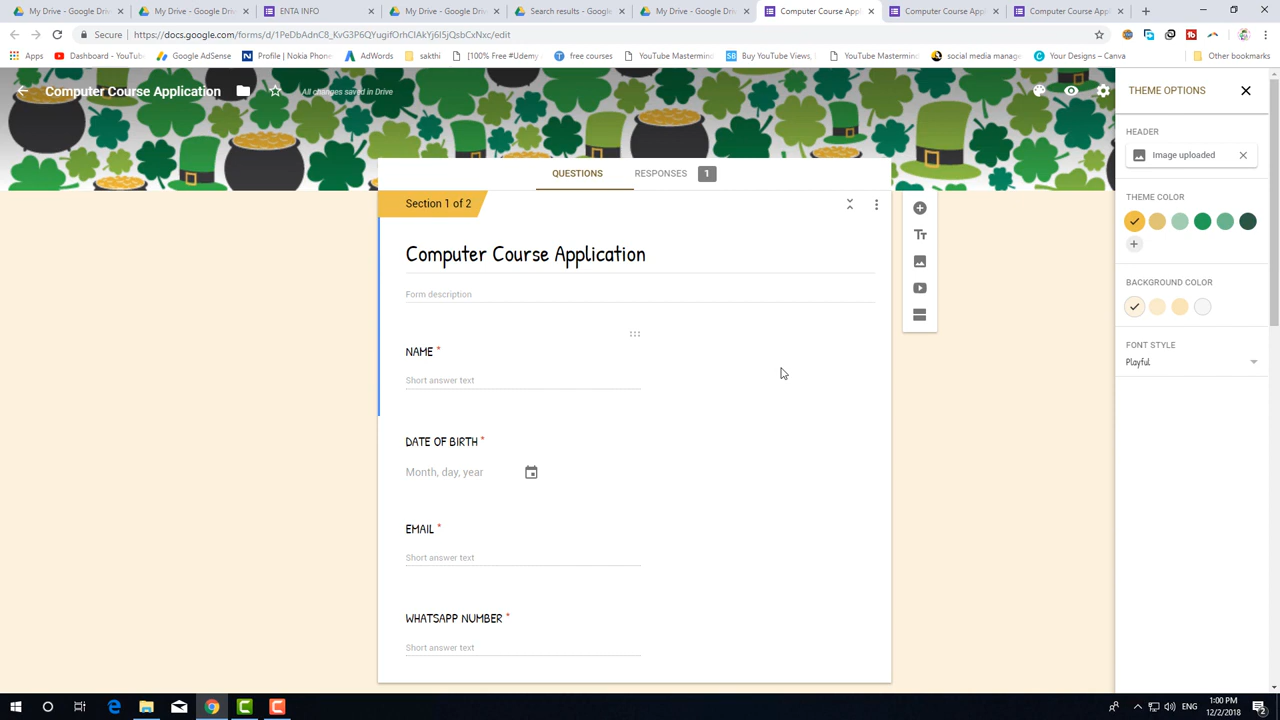 My Drive - Google Driv
My Drive - Google Driv
ENTA INFO
My Drive - Google Driv
Search results - Google
My Drive - Google Driv
Computer Course Appl
Computer Course Appl
Computer Course Appl
Secure
https://docs.google.com/forms/d/1PeDbAdnC8_KvG3P6QYugifOrhClAkYj6t5jQsbCxNxc/edit
Apps
Dashboard - YouTube
Google AdSense
Profile | Nokia Phone
AdWords
sakthi
[100% Free #Udemy
free courses
YouTube Mastermind
Buy YouTube Views,
YouTube Mastermind
social media manage
Your Designs – Canva
Other bookmarks
Computer Course Application
All changes saved in Drive
THEME OPTIONS
HEADER
Image uploaded
QUESTIONS
RESPONSES
1
THEME COLOR
Section 1 of 2
Computer Course Application
Form description
BACKGROUND COLOR
FONT STYLE
Playful
NAME *
Short answer text
DATE OF BIRTH *
Month, day, year
EMAIL *
Short answer text
WHATSAPP NUMBER *
Short answer text
ENG
1:00 PM
12/2/2018
2